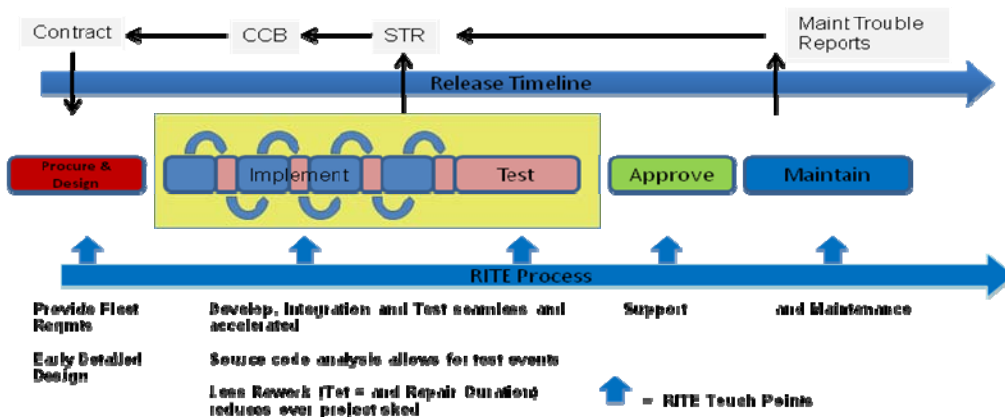 Contract
CCB
STR
Maint Trouble
Reports
Release Timeline
Procure &
Design
Implement
Test
Approve
Maintain
RITE Process
Provide Fleet
Reqmts
Develop, Integration and Test seamless and
accelerated
Support
and Maintenance
Early Detailed
Design
Source code analysis allows for test events
Less Rework (Tet = and Repair Duration)
reduces over project sked
= RITE Touch Points